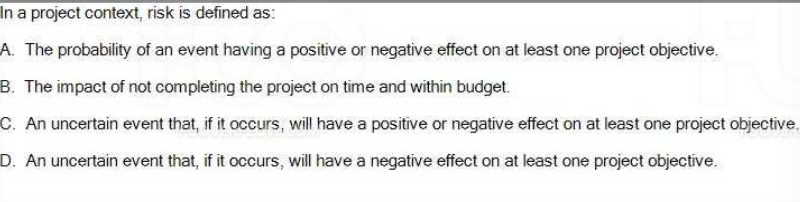 In a project context, risk is defined as:
A. The probability of an event having a positive or negative effect on at least one project objective.
B. The impact of not completing the project on time and within budget.
C. An uncertain event that, if it occurs, will have a positive or negative effect on at least one project objective.
D. An uncertain event that, if it occurs, will have a negative effect on at least one project objective.